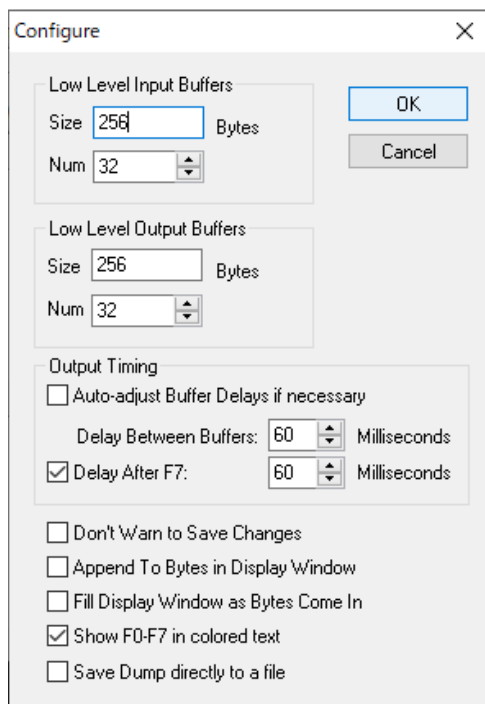 Configure
Low Level Input Buffers
Size 256 Bytes
OK
Num 32
Cancel
Low Level Output Buffers
Size 256 Bytes
Num 32
Output Timing
Auto-adjust Buffer Delays if necessary
Delay Between Buffers: 60 Milliseconds
Delay After F7: 60 Milliseconds
Don't Warn to Save Changes
Append To Bytes in Display Window
Fill Display Window as Bytes Come In
Show F0-F7 in colored text
Save Dump directly to a file